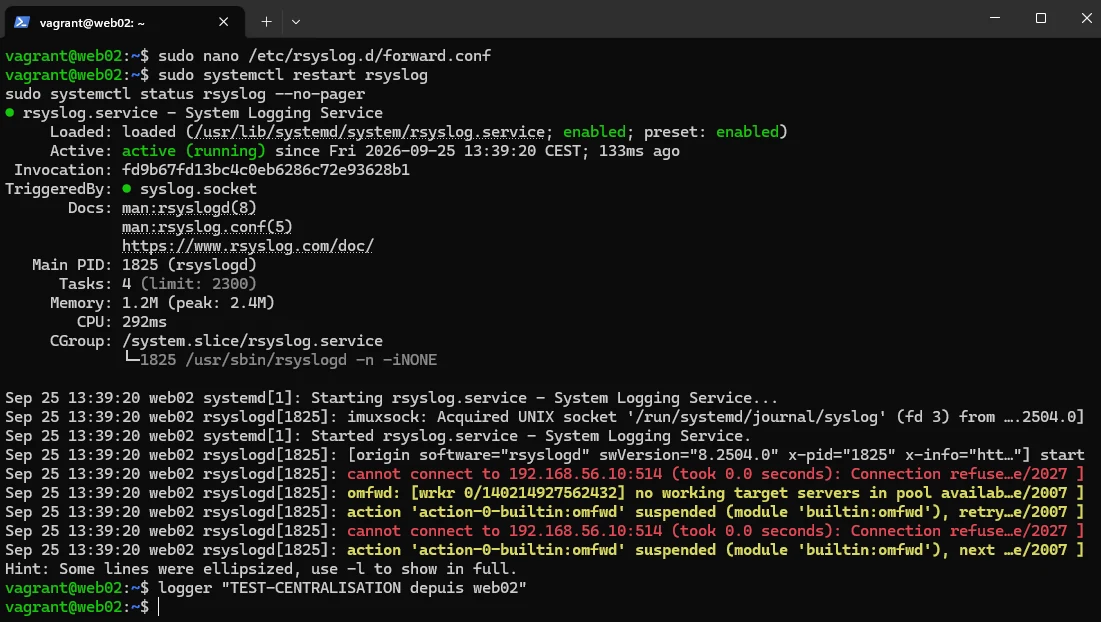 vagrant@web02: ~
vagrant@web02:~$ sudo nano /etc/rsyslog.d/forward.conf
vagrant@web02:~$ sudo systemctl restart rsyslog
sudo systemctl status rsyslog --no-pager
● rsyslog.service - System Logging Service
Loaded: loaded (/usr/lib/systemd/system/rsyslog.service; enabled; preset: enabled)
Active: active (running) since Fri 2026-09-25 13:39:20 CEST; 133ms ago
Invocation: fd9b67fd13bc4c0eb6286c72e93628b1
TriggeredBy: ● syslog.socket
Docs: man:rsyslogd(8)
man:rsyslog.conf(5)
https://www.rsyslog.com/doc/
Main PID: 1825 (rsyslogd)
Tasks: 4 (limit: 2300)
Memory: 1.2M (peak: 2.4M)
CPU: 292ms
CGroup: /system.slice/rsyslog.service
└─1825 /usr/sbin/rsyslogd -n -iNONE
Sep 25 13:39:20 web02 systemd[1]: Starting rsyslog.service - System Logging Service...
Sep 25 13:39:20 web02 rsyslogd[1825]: imuxsock: Acquired UNIX socket '/run/systemd/journal/syslog' (fd 3) from ….2504.0]
Sep 25 13:39:20 web02 systemd[1]: Started rsyslog.service - System Logging Service.
Sep 25 13:39:20 web02 rsyslogd[1825]: [origin software="rsyslogd" swVersion="8.2504.0" x-pid="1825" x-info="htt…"] start
Sep 25 13:39:20 web02 rsyslogd[1825]: cannot connect to 192.168.56.10:514 (took 0.0 seconds): Connection refuse…e/2027 ]
Sep 25 13:39:20 web02 rsyslogd[1825]: omfwd: [wrkr 0/140214927562432] no working target servers in pool availab…e/2007 ]
Sep 25 13:39:20 web02 rsyslogd[1825]: action 'action-0-builtin:omfwd' suspended (module 'builtin:omfwd'), retry…e/2007 ]
Sep 25 13:39:20 web02 rsyslogd[1825]: cannot connect to 192.168.56.10:514 (took 0.0 seconds): Connection refuse…e/2027 ]
Sep 25 13:39:20 web02 rsyslogd[1825]: action 'action-0-builtin:omfwd' suspended (module 'builtin:omfwd'), next …e/2007 ]
Hint: Some lines were ellipsized, use -l to show in full.
vagrant@web02:~$ logger "TEST-CENTRALISATION depuis web02"
vagrant@web02:~$